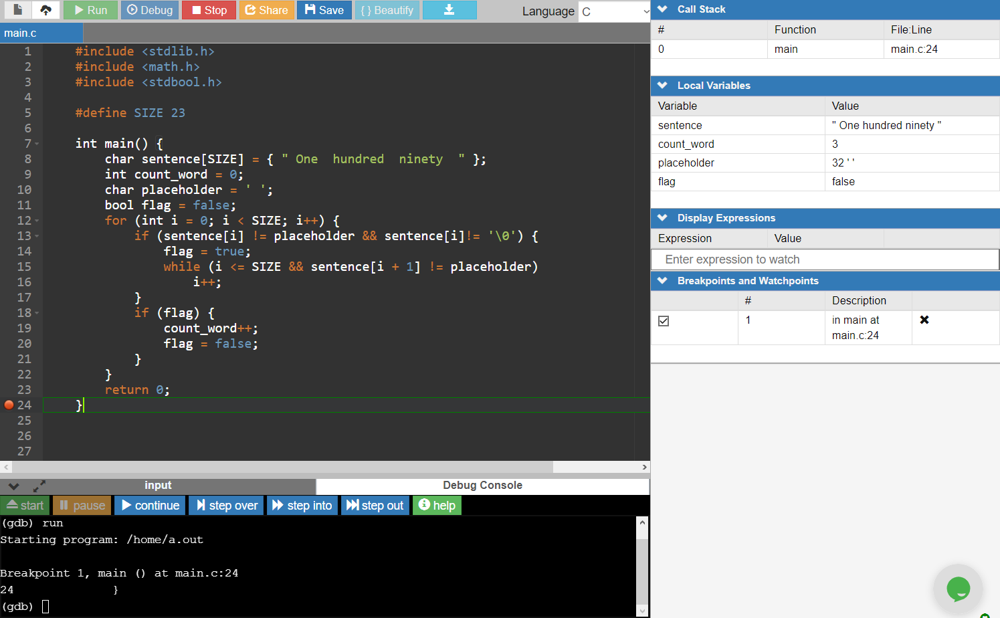 Run Debug Stop Share Save { } Beautify Language C
main.c
1 #include <stdlib.h>
2 #include <math.h>
3 #include <stdbool.h>
4
5 #define SIZE 23
6
7 int main() {
8 char sentence[SIZE] = { " One  hundred  ninety  " };
9 int count_word = 0;
10 char placeholder = ' ';
11 bool flag = false;
12 for (int i = 0; i < SIZE; i++) {
13 if (sentence[i] != placeholder && sentence[i]!= '\0') {
14 flag = true;
15 while (i <= SIZE && sentence[i + 1] != placeholder)
16 i++;
17 }
18 if (flag) {
19 count_word++;
20 flag = false;
21 }
22 }
23 return 0;
24 }
25
26
27
input Debug Console
start pause continue step over step into step out help
(gdb) run
Starting program: /home/a.out
Breakpoint 1, main () at main.c:24
24 }
(gdb)
Call Stack
# Function File:Line
0 main main.c:24
Local Variables
Variable Value
sentence " One hundred ninety "
count_word 3
placeholder 32 ' '
flag false
Display Expressions
Expression Value
Enter expression to watch
Breakpoints and Watchpoints
# Description
1 in main at
main.c:24